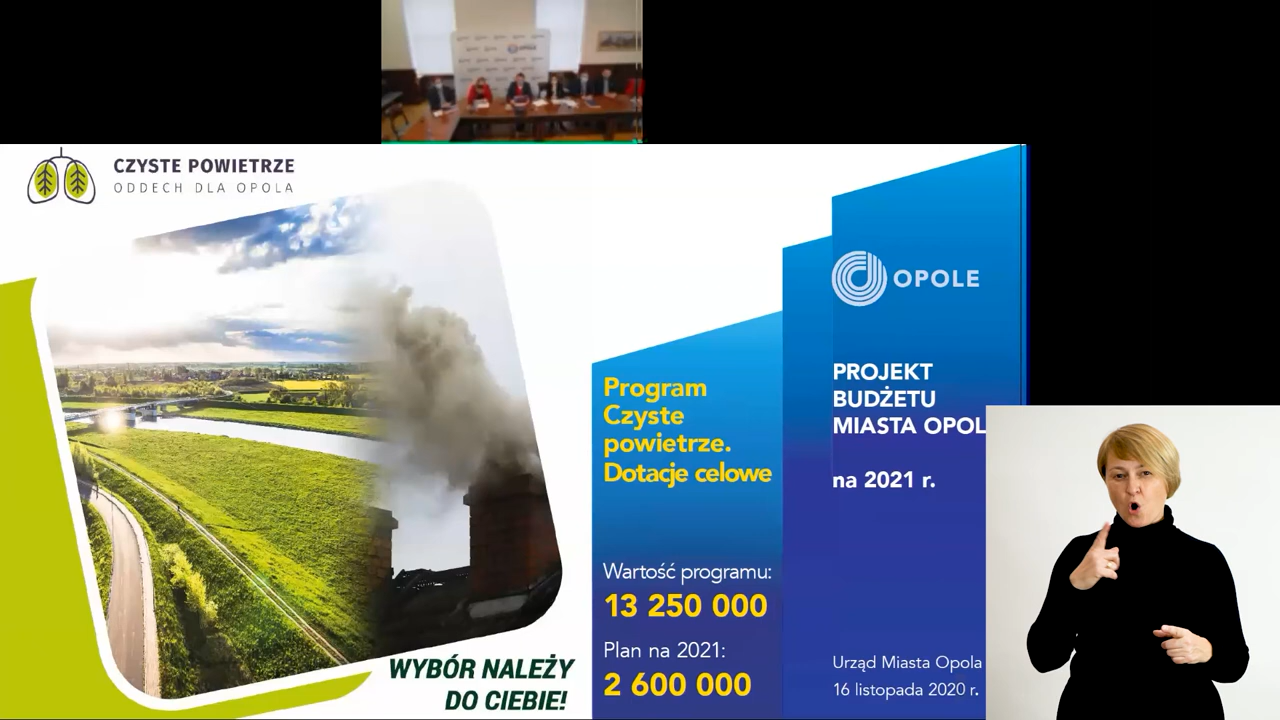 OPOLE
CZYSTE POWIETRZE
ODDECH DLA OPOLA
WYBÓR NALEŻY
DO CIEBIE!
Program
Czyste
powietrze.
Dotacje celowe
Wartość programu:
13 250 000
Plan na 2021:
2 600 000
OPOLE
PROJEKT
BUDŻETU
MIASTA OPOL
na 2021 r.
Urząd Miasta Opola
16 listopada 2020 r.